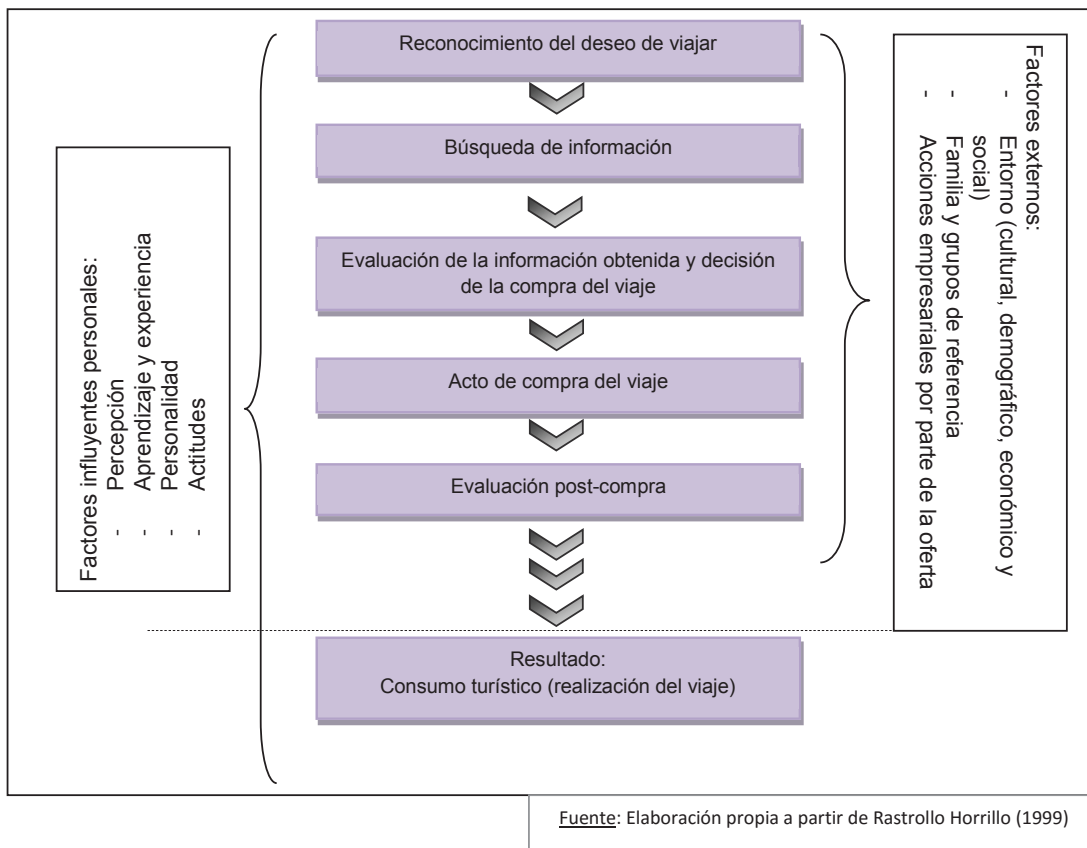 Reconocimiento del deseo de viajar
Búsqueda de información
Evaluación de la información obtenida y decisión
de la compra del viaje
Acto de compra del viaje
Evaluación post-compra
Resultado:
Consumo turístico (realización del viaje)
Factores influyentes personales:
- Percepción
- Aprendizaje y experiencia
- Personalidad
- Actitudes
Factores externos:
- Entorno (cultural, demográfico, económico y
social)
- Familia y grupos de referencia
- Acciones empresariales por parte de la oferta
Fuente: Elaboración propia a partir de Rastrollo Horrillo (1999)